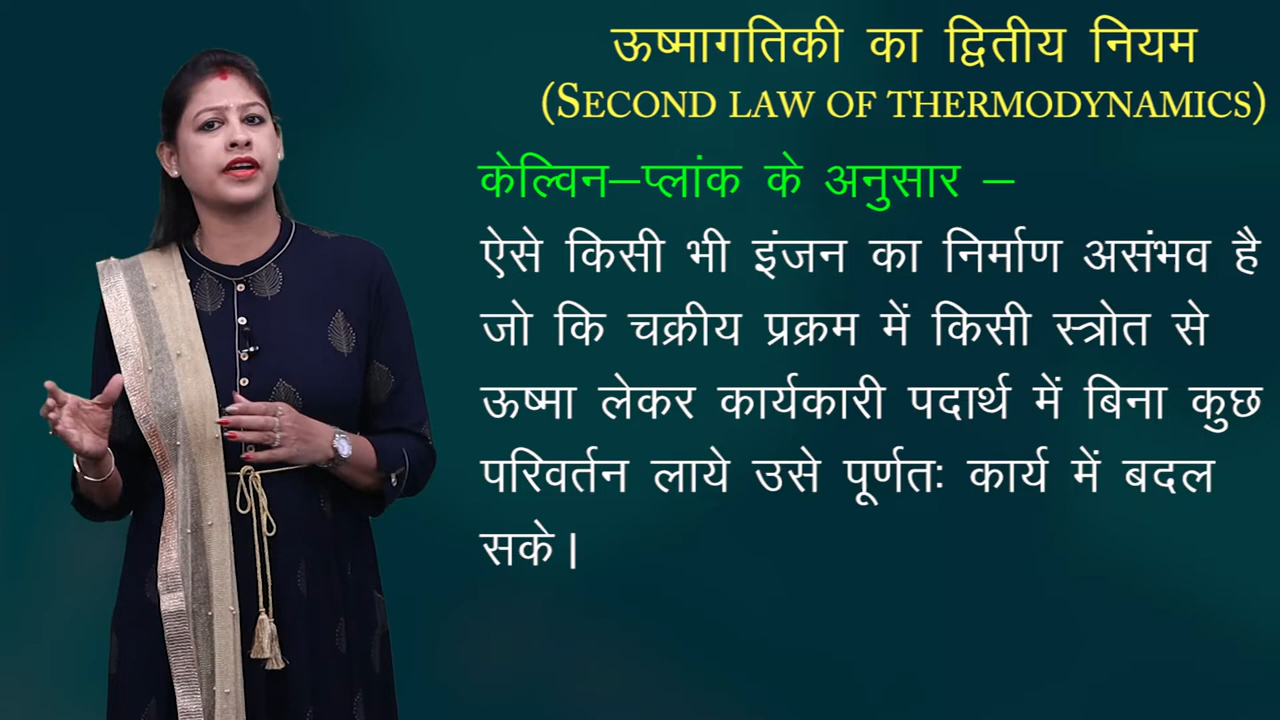 ऊष्मागतिकी का द्वितीय नियम
(SECOND LAW OF THERMODYNAMICS)
केल्विन–प्लांक के अनुसार –
ऐसे किसी भी इंजन का निर्माण असंभव है
जो कि चक्रीय प्रक्रम में किसी स्त्रोत से
ऊष्मा लेकर कार्यकारी पदार्थ में बिना कुछ
परिवर्तन लाये उसे पूर्णतः कार्य में बदल
सके।